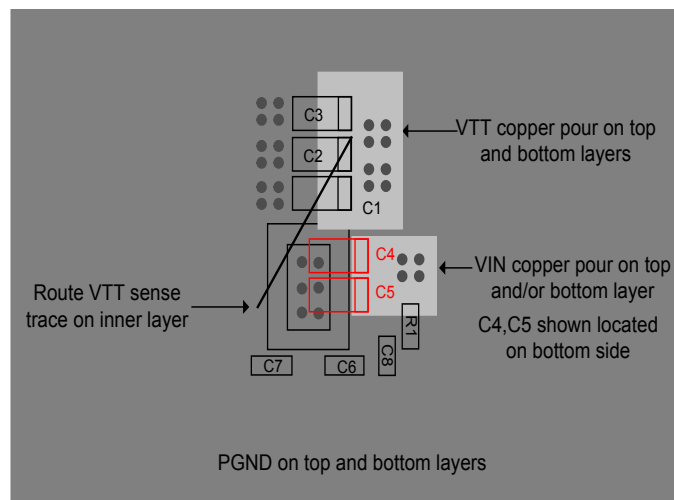 C3
VTT copper pour on top
and bottom layers
C2
C1
C4
VIN copper pour on top
and/or bottom layer
C5
Route VTT sense
trace on inner layer
C4,C5 shown located
on bottom side
R1
C7
C6
C8
PGND on top and bottom layers